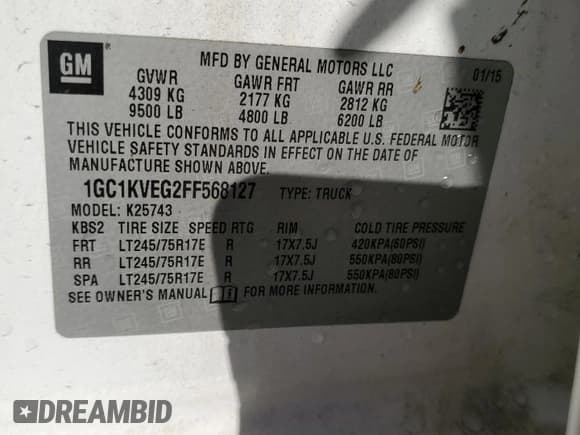 GM
MFD BY GENERAL MOTORS LLC
01/15
GVWR GAWR FRT GAWR RR
4309 KG 2177 KG 2812 KG
9500 LB 4800 LB 6200 LB
THIS VEHICLE CONFORMS TO ALL APPLICABLE U.S. FEDERAL MOTOR
VEHICLE SAFETY STANDARDS IN EFFECT ON THE DATE OF
MANUFACTURE SHOWN ABOVE.
1GC1KVEG2FF568127 TYPE: TRUCK
MODEL: K25743
KBS2 TIRE SIZE SPEED RTG RIM COLD TIRE PRESSURE
FRT LT245/75R17E R 17X7.5J 420KPA(60PSI)
RR LT245/75R17E R 17X7.5J 550KPA(80PSI)
SPA LT245/75R17E R 17X7.5J 550KPA(80PSI)
SEE OWNER'S MANUAL FOR MORE INFORMATION.
DREAMBID